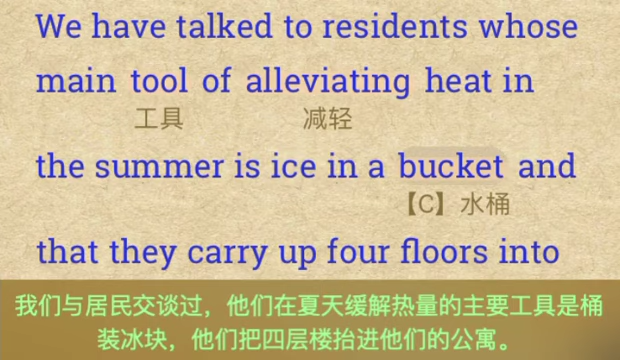 We have talked to residents whose
main tool of alleviating heat in
工具 减轻
the summer is ice in a bucket and
【C】水桶
that they carry up four floors into
我们与居民交谈过，他们在夏天缓解热量的主要工具是桶
装冰块，他们把四层楼抬进他们的公寓。